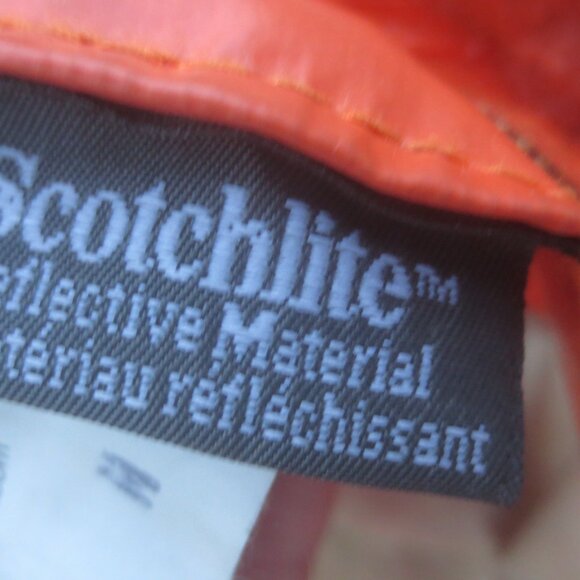 Scotchlite™
eflective Material
tériau réfléchissant
M